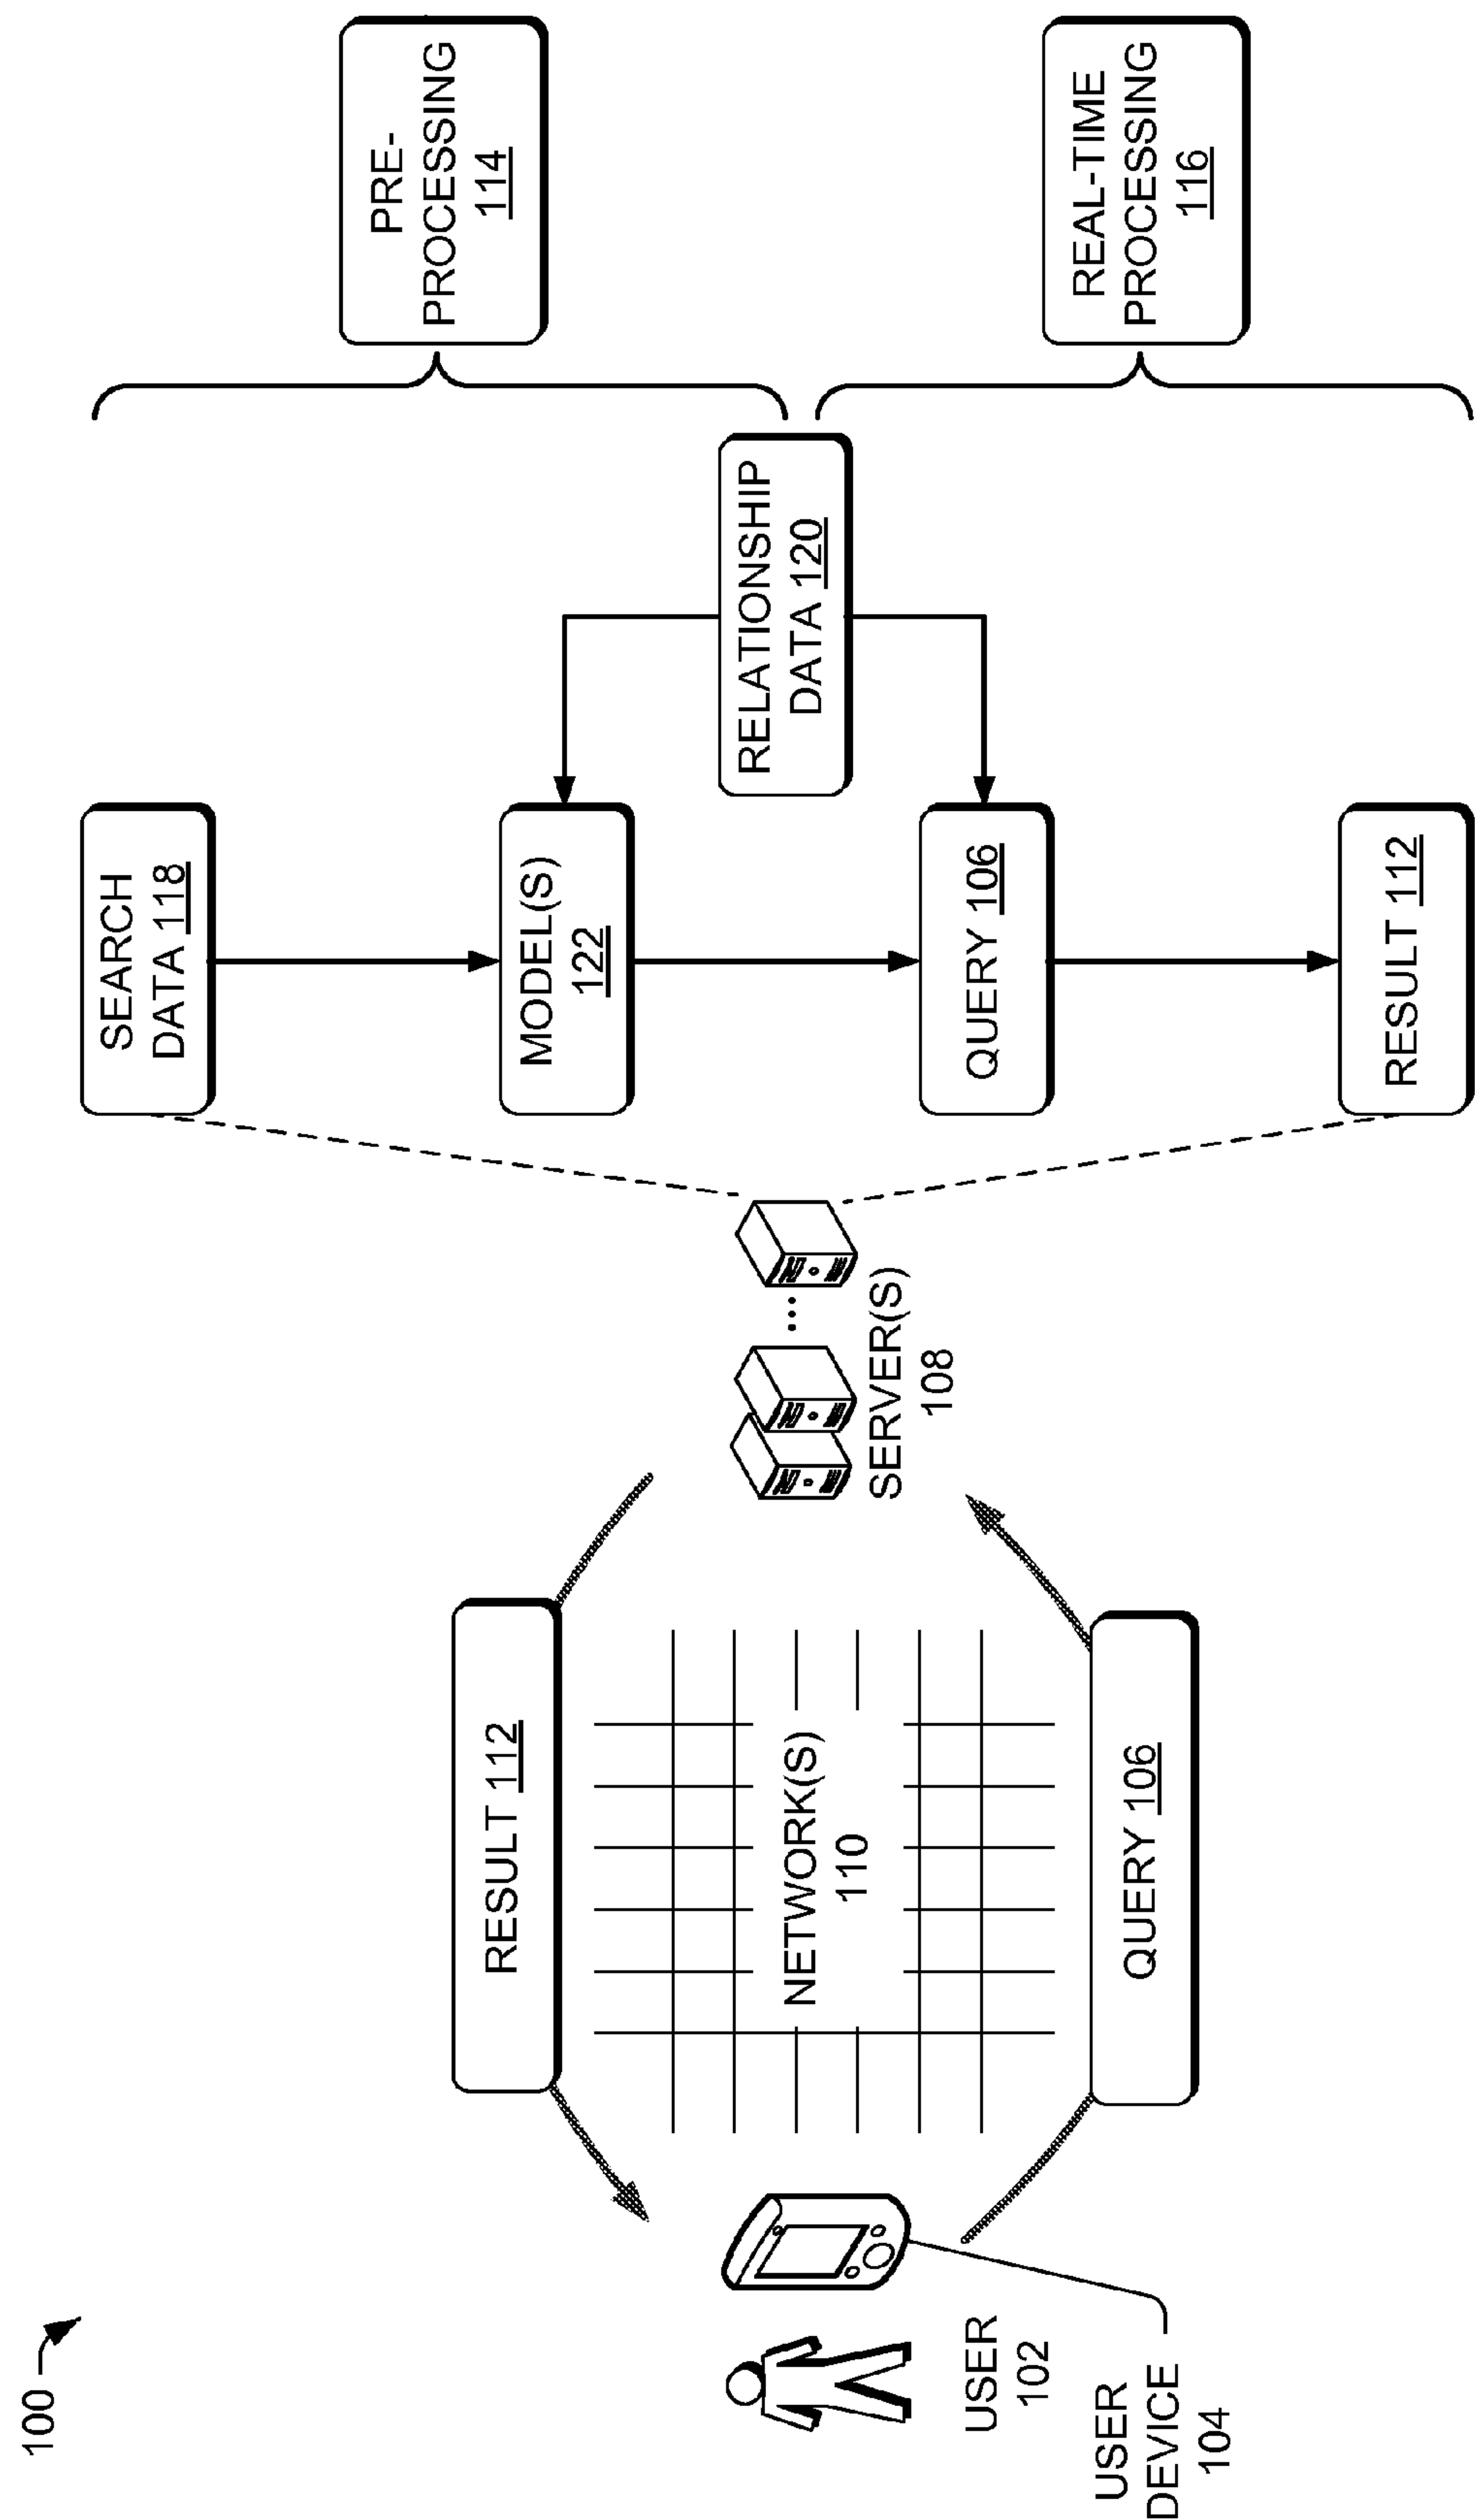 100
USER
102
USER
DEVICE
104
RESULT 112
NETWORK(S)
110
QUERY 106
SERVER(S)
108
SEARCH
DATA 118
MODEL(S)
122
QUERY 106
RESULT 112
RELATIONSHIP
DATA 120
PRE-
PROCESSING
114
REAL-TIME
PROCESSING
116